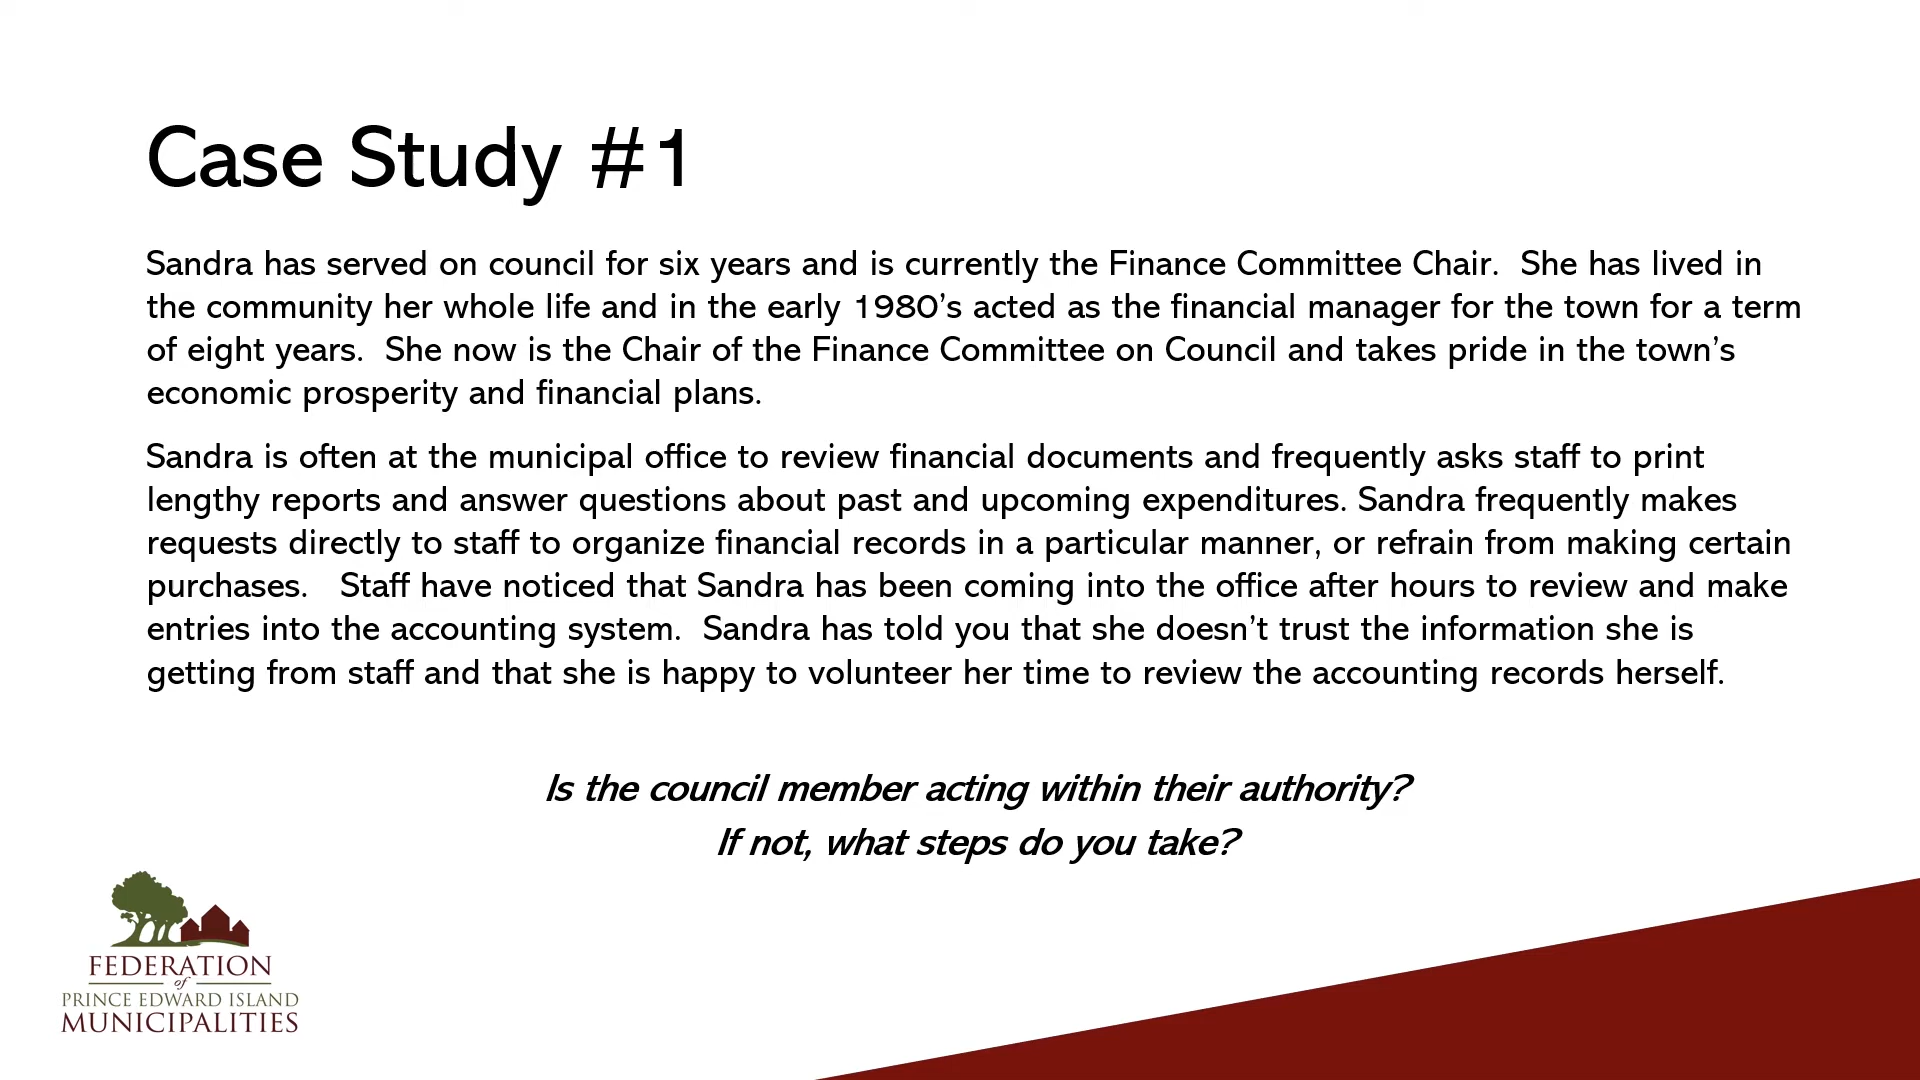 Case Study #1
Sandra has served on council for six years and is currently the Finance Committee Chair.  She has lived in
the community her whole life and in the early 1980’s acted as the financial manager for the town for a term
of eight years.  She now is the Chair of the Finance Committee on Council and takes pride in the town’s
economic prosperity and financial plans.
Sandra is often at the municipal office to review financial documents and frequently asks staff to print
lengthy reports and answer questions about past and upcoming expenditures. Sandra frequently makes
requests directly to staff to organize financial records in a particular manner, or refrain from making certain
purchases.   Staff have noticed that Sandra has been coming into the office after hours to review and make
entries into the accounting system.  Sandra has told you that she doesn’t trust the information she is
getting from staff and that she is happy to volunteer her time to review the accounting records herself.
Is the council member acting within their authority?
If not, what steps do you take?
FEDERATION
of
PRINCE EDWARD ISLAND
MUNICIPALITIES